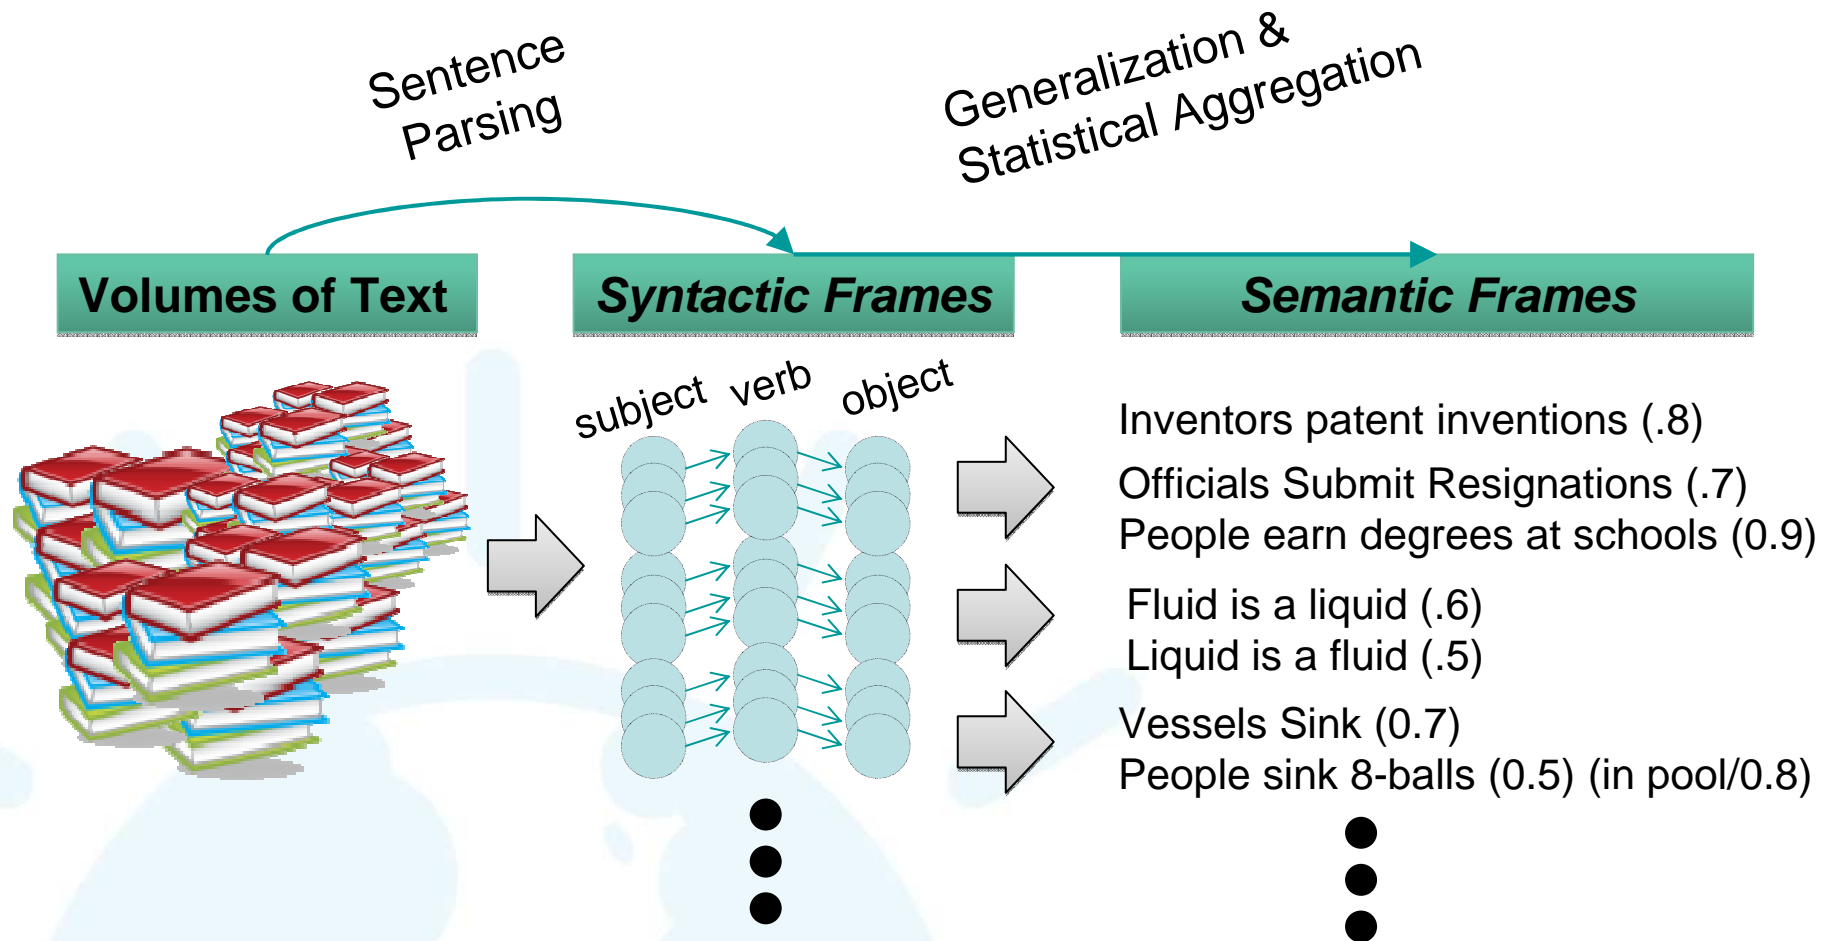 Sentence
Parsing
Generalization &
Statistical Aggregation
Volumes of Text
Syntactic Frames
Semantic Frames
subject verb object
Inventors patent inventions (.8)
Officials Submit Resignations (.7)
People earn degrees at schools (0.9)
Fluid is a liquid (.6)
Liquid is a fluid (.5)
Vessels Sink (0.7)
People sink 8-balls (0.5) (in pool/0.8)